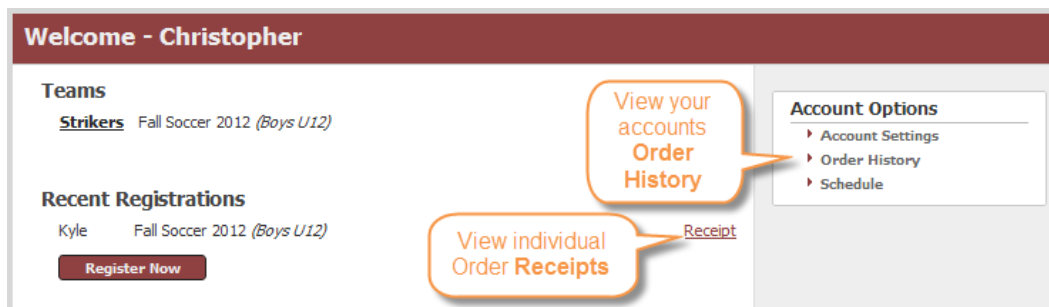 Welcome - Christopher
Teams
Strikers Fall Soccer 2012 (Boys U12)
View your
accounts
Order
History
Account Options
Account Settings
Order History
Schedule
Recent Registrations
Kyle Fall Soccer 2012 (Boys U12)
Receipt
View individual
Order Receipts
Register Now